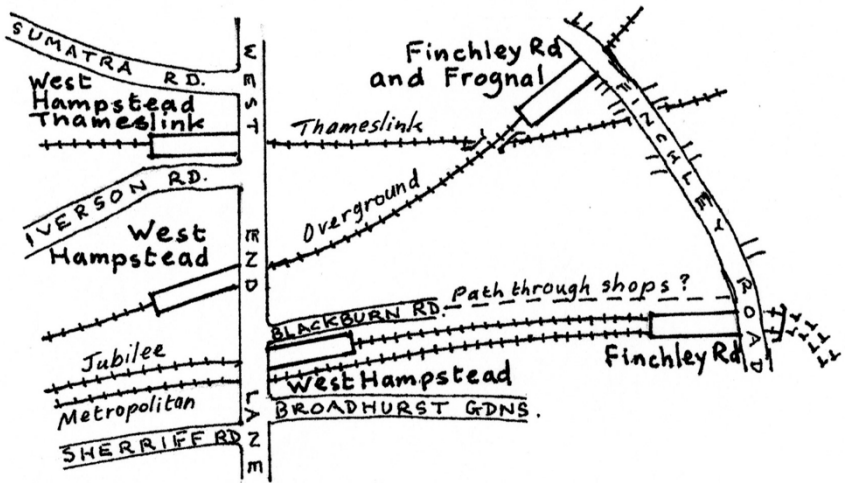 SUMATRA RD.
WEST END LANE
West
Hampstead
Thameslink
Thameslink
Finchley Rd
and Frognal
FINCHLEY ROAD
IVERSON RD.
West
Hampstead
Overground
Path through shops?
BLACKBURN RD.
Jubilee
Finchley Rd
West Hampstead
Metropolitan
BROADHURST GDNS.
SHERRIFF RD